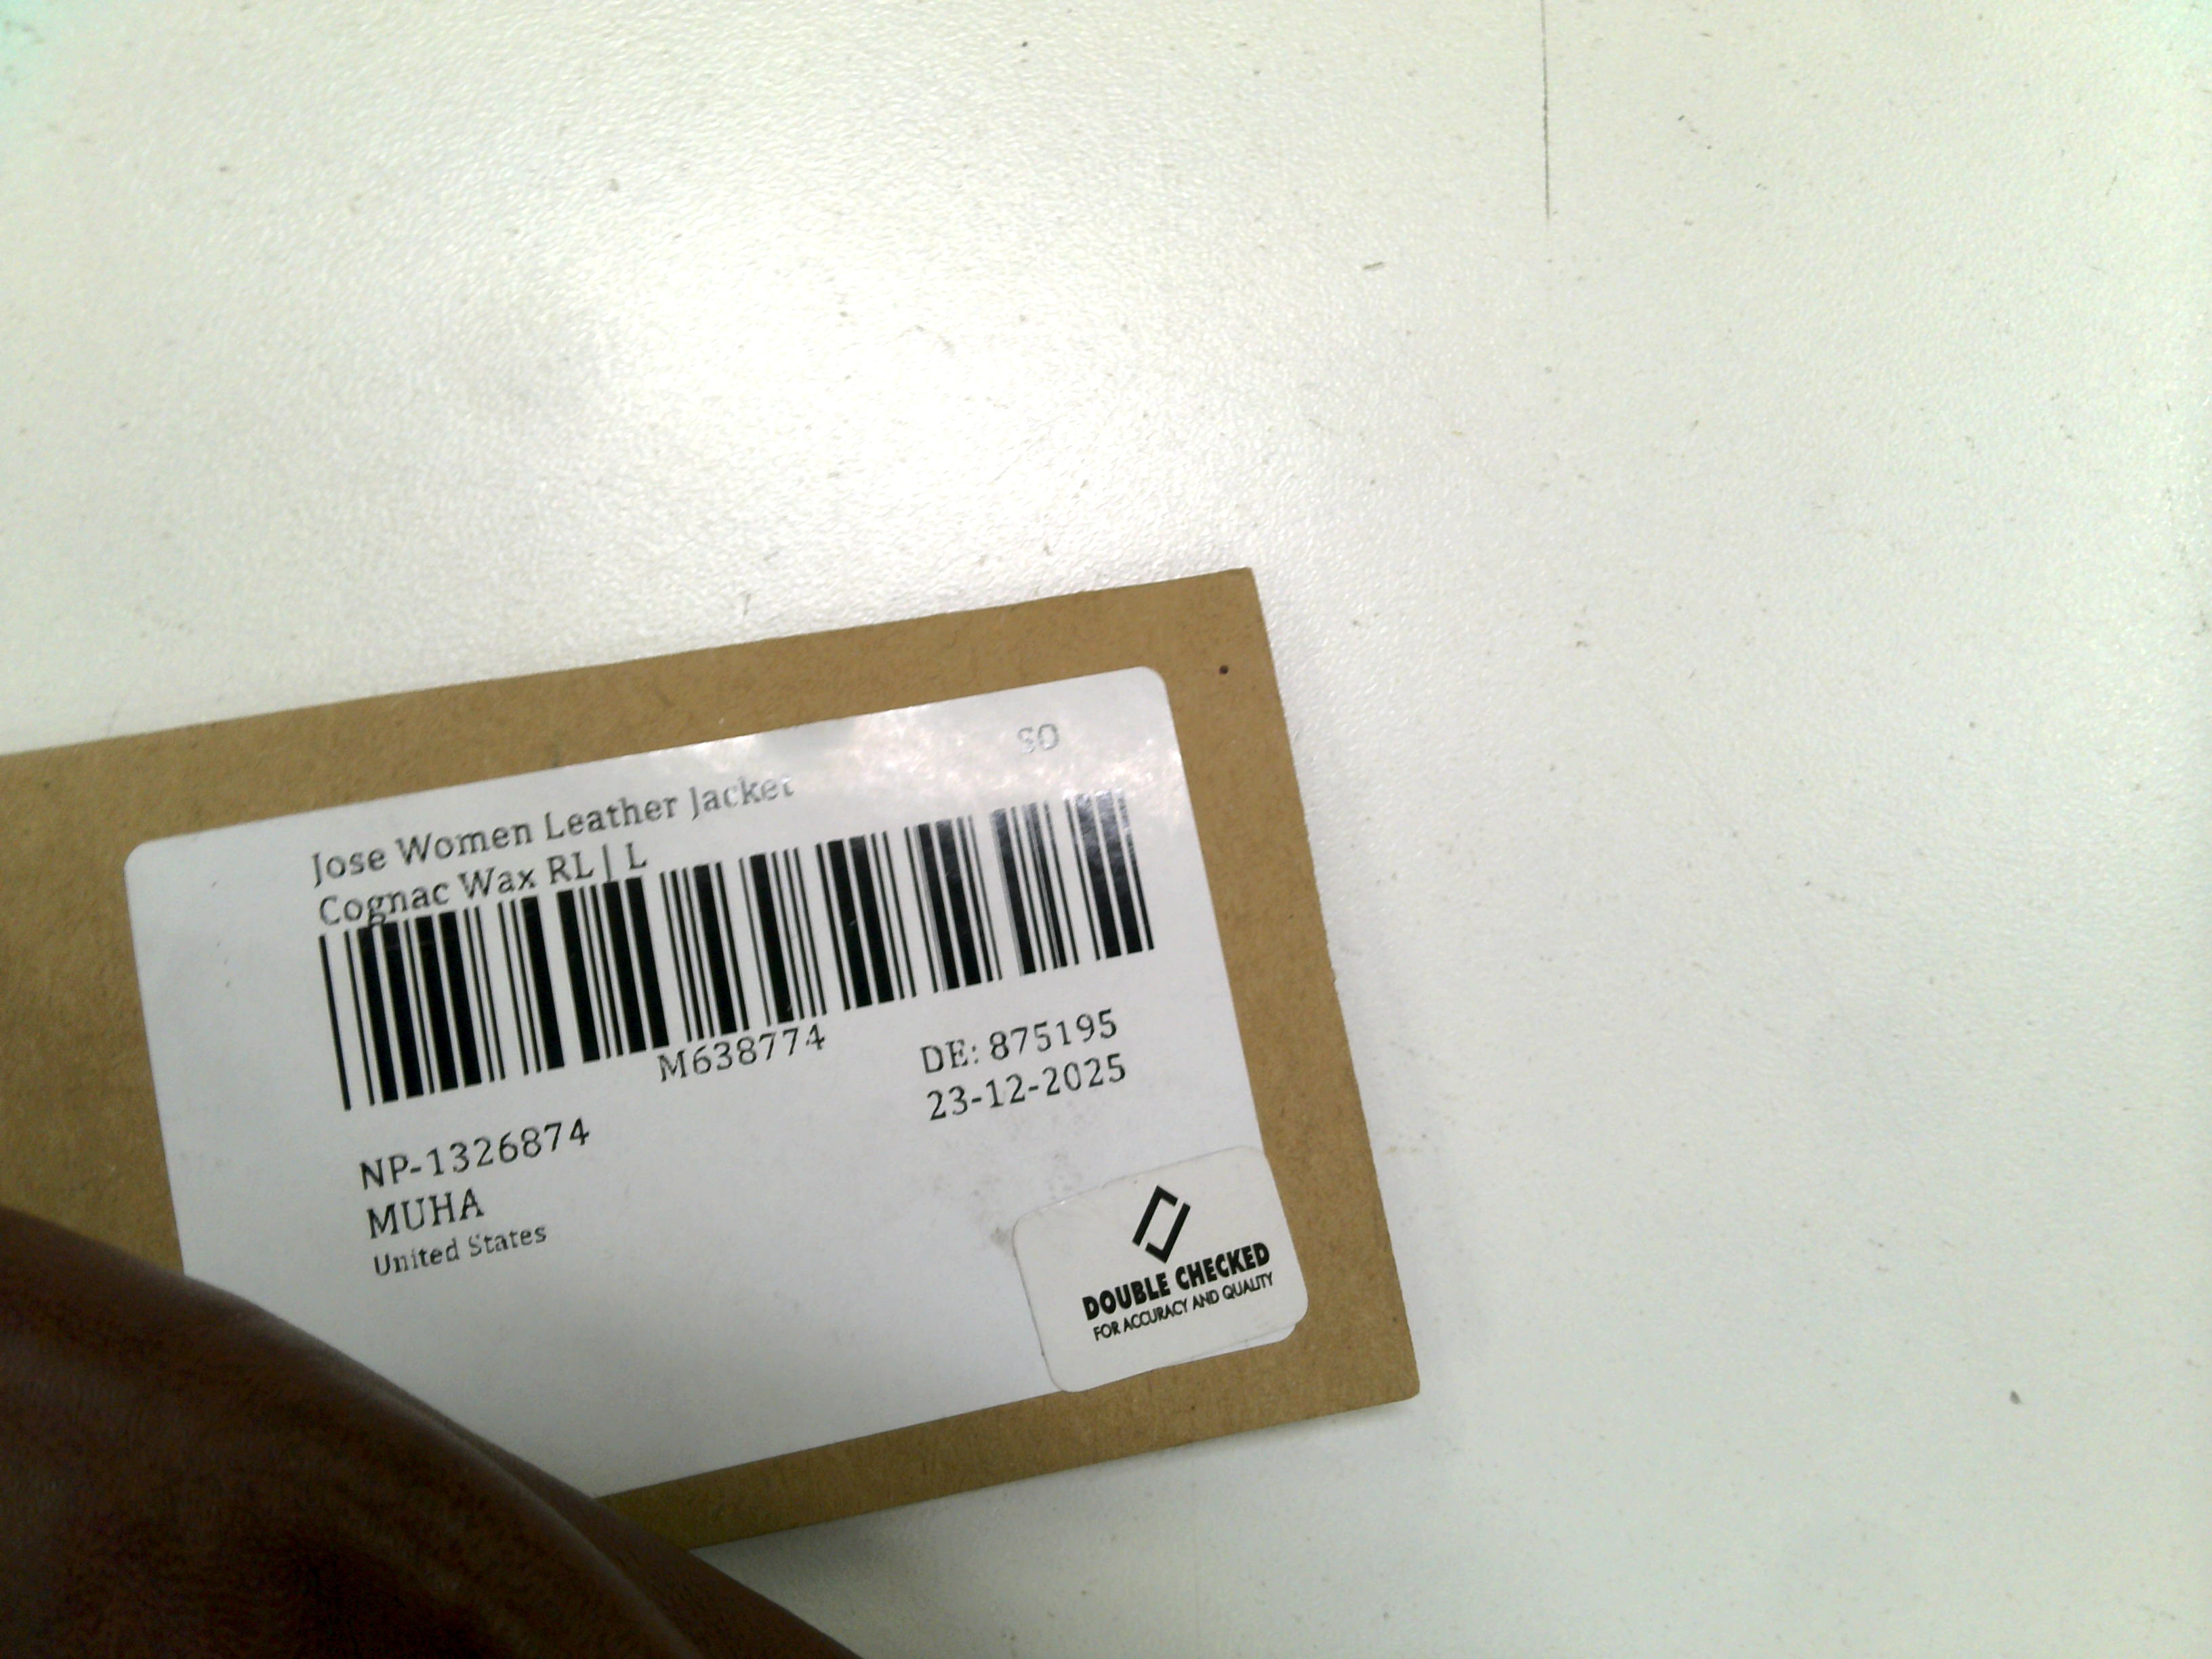 SO
Jose Women Leather Jacket
Cognac Wax RL | L
M638774
DE: 875195
23-12-2025
NP-1326874
MUHA
United States
DOUBLE CHECKED
FOR ACCURACY AND QUALITY